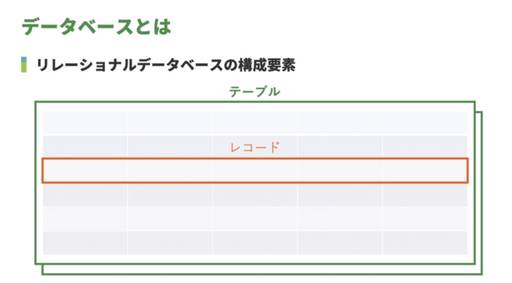 データベースとは
リレーショナルデータベースの構成要素
テーブル
レコード